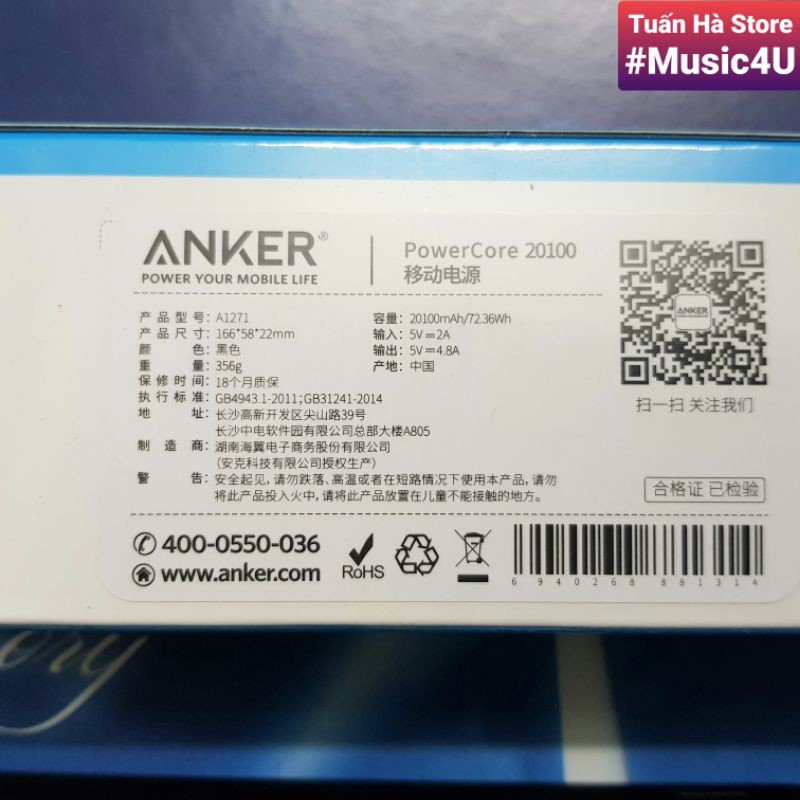 Tuấn Hà Store
#Music4U
ANKER®
POWER YOUR MOBILE LIFE
PowerCore 20100
移动电源
产品型号：A1271
产品尺寸：166*58*22mm
颜色：黑色
重量：356g
保修时间：18个月质保
执行标准：GB4943.1-2011;GB31241-2014
地址：长沙高新开发区尖山路39号
长沙中电软件园有限公司总部大楼A805
制造商：湖南海翼电子商务股份有限公司
（安克科技有限公司授权生产）
警告：安全起见，请勿跌落、高温或者在短路情况下使用本产品，请勿
将此产品投入火中，请将此产品放置在儿童不能接触的地方。
容量：20100mAh/72.36Wh
输入：5V⎓2A
输出：5V⎓4.8A
产地：中国
ANKER
扫一扫 关注我们
合格证 已检验
400-0550-036
www.anker.com
RoHS
6 940268 881314
ory